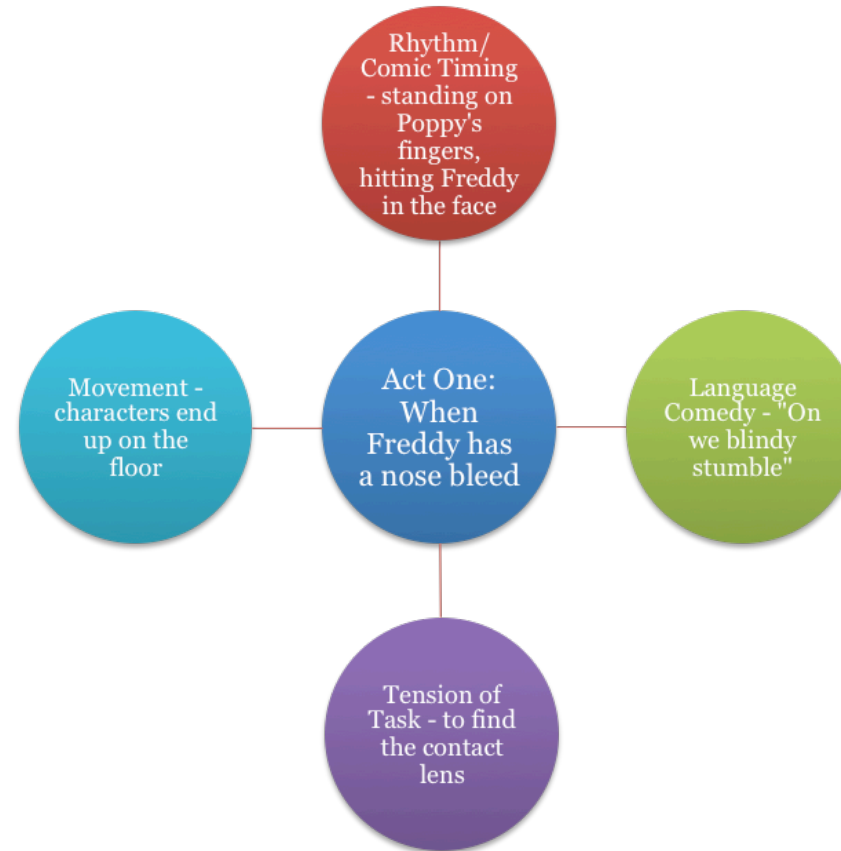 Rhythm/
Comic Timing
- standing on
Poppy's
fingers,
hitting Freddy
in the face
Movement -
characters end
up on the
floor
Act One:
When
Freddy has
a nose bleed
Language
Comedy - "On
we blindy
stumble"
Tension of
Task - to find
the contact
lens